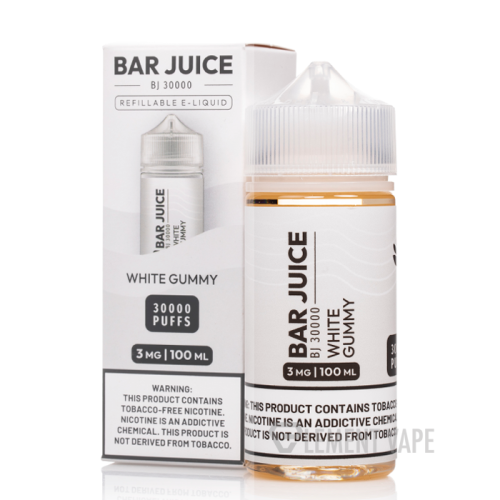 BAR JUICE
BJ 30000
REFILLABLE E-LIQUID
BAR JUICE
BJ 30000
WHITE
GUMMY
WHITE GUMMY
30000
PUFFS
3 MG | 100 ML
WARNING:
THIS PRODUCT CONTAINS
TOBACCO-FREE NICOTINE.
NICOTINE IS AN ADDICTIVE
CHEMICAL. THIS PRODUCT IS
NOT DERIVED FROM TOBACCO.
BAR JUICE
BJ 30000
WHITE
GUMMY
3 MG | 100 ML
THIS PRODUCT CONTAINS
NICOTINE IS AN ADDICTIVE
NOT DERIVED FROM TOBACCO.